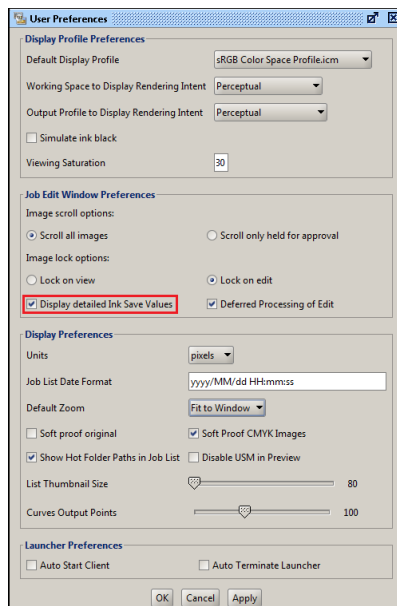 User Preferences
Display Profile Preferences
Default Display Profile sRGB Color Space Profile.icm
Working Space to Display Rendering Intent Perceptual
Output Profile to Display Rendering Intent Perceptual
Simulate ink black
Viewing Saturation 30
Job Edit Window Preferences
Image scroll options:
Scroll all images Scroll only held for approval
Image lock options:
Lock on view Lock on edit
Display detailed Ink Save Values Deferred Processing of Edit
Display Preferences
Units pixels
Job List Date Format yyyy/MM/dd HH:mm:ss
Default Zoom Fit to Window
Soft proof original Soft Proof CMYK Images
Show Hot Folder Paths in Job List Disable USM in Preview
List Thumbnail Size 80
Curves Output Points 100
Launcher Preferences
Auto Start Client Auto Terminate Launcher
OK Cancel Apply